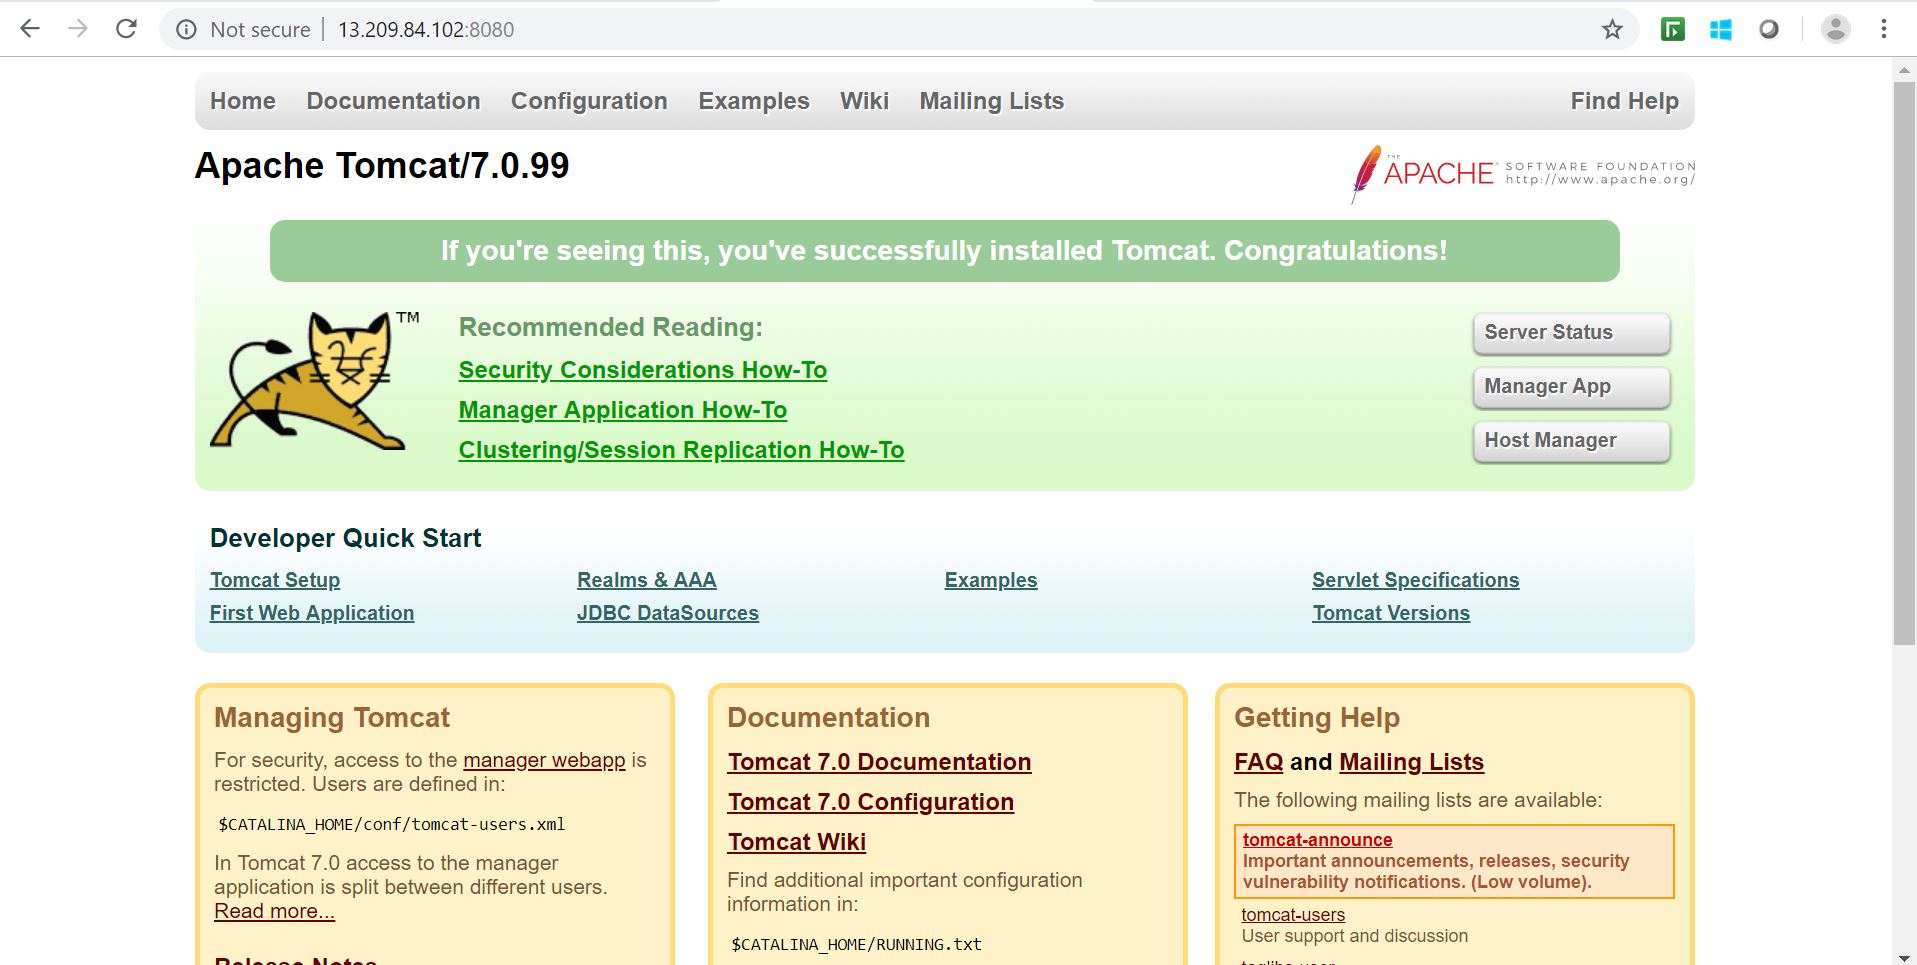 Not secure | 13.209.84.102:8080
Home Documentation Configuration Examples Wiki Mailing Lists Find Help
Apache Tomcat/7.0.99
THE APACHE SOFTWARE FOUNDATION
http://www.apache.org/
If you're seeing this, you've successfully installed Tomcat. Congratulations!
TM
Recommended Reading:
Security Considerations How-To
Manager Application How-To
Clustering/Session Replication How-To
Server Status
Manager App
Host Manager
Developer Quick Start
Tomcat Setup
First Web Application
Realms & AAA
JDBC DataSources
Examples
Servlet Specifications
Tomcat Versions
Managing Tomcat
For security, access to the manager webapp is
restricted. Users are defined in:
$CATALINA_HOME/conf/tomcat-users.xml
In Tomcat 7.0 access to the manager
application is split between different users.
Read more...
Release Notes
Documentation
Tomcat 7.0 Documentation
Tomcat 7.0 Configuration
Tomcat Wiki
Find additional important configuration
information in:
$CATALINA_HOME/RUNNING.txt
Getting Help
FAQ and Mailing Lists
The following mailing lists are available:
tomcat-announce
Important announcements, releases, security
vulnerability notifications. (Low volume).
tomcat-users
User support and discussion
taglibs-user